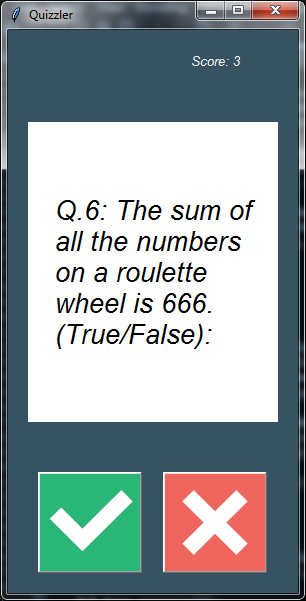 Quizzler
Score: 3
Q.6: The sum of
all the numbers
on a roulette
wheel is 666.
(True/False):